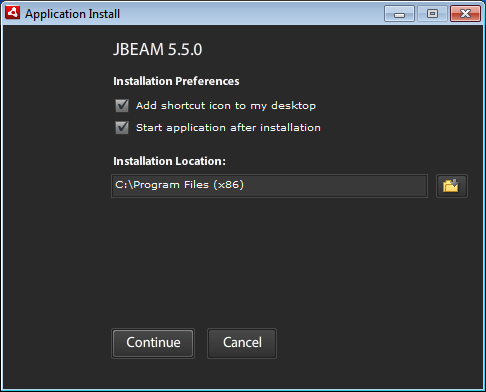 Application Install
JBEAM 5.5.0
Installation Preferences
Add shortcut icon to my desktop
Start application after installation
Installation Location:
C:\Program Files (x86)
Continue Cancel